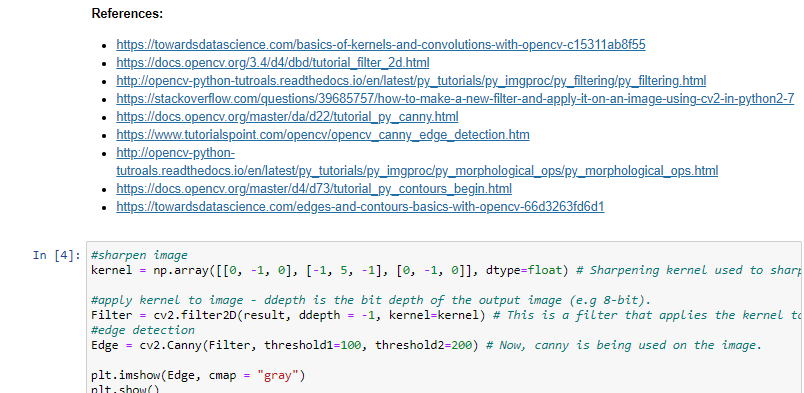 References:
https://towardsdatascience.com/basics-of-kernels-and-convolutions-with-opencv-c15311ab8f55
https://docs.opencv.org/3.4/d4/dbd/tutorial_filter_2d.html
http://opencv-python-tutroals.readthedocs.io/en/latest/py_tutorials/py_imgproc/py_filtering/py_filtering.html
https://stackoverflow.com/questions/39685757/how-to-make-a-new-filter-and-apply-it-on-an-image-using-cv2-in-python2-7
https://docs.opencv.org/master/da/d22/tutorial_py_canny.html
https://www.tutorialspoint.com/opencv/opencv_canny_edge_detection.htm
http://opencv-python-
tutroals.readthedocs.io/en/latest/py_tutorials/py_imgproc/py_morphological_ops/py_morphological_ops.html
https://docs.opencv.org/master/d4/d73/tutorial_py_contours_begin.html
https://towardsdatascience.com/edges-and-contours-basics-with-opencv-66d3263fd6d1
In [4]: #sharpen image
kernel = np.array([[0, -1, 0], [-1, 5, -1], [0, -1, 0]], dtype=float) # Sharpening kernel used to sharp
#apply kernel to image - ddepth is the bit depth of the output image (e.g 8-bit).
Filter = cv2.filter2D(result, ddepth = -1, kernel=kernel) # This is a filter that applies the kernel to
#edge detection
Edge = cv2.Canny(Filter, threshold1=100, threshold2=200) # Now, canny is being used on the image.
plt.imshow(Edge, cmap = "gray")
plt.show()